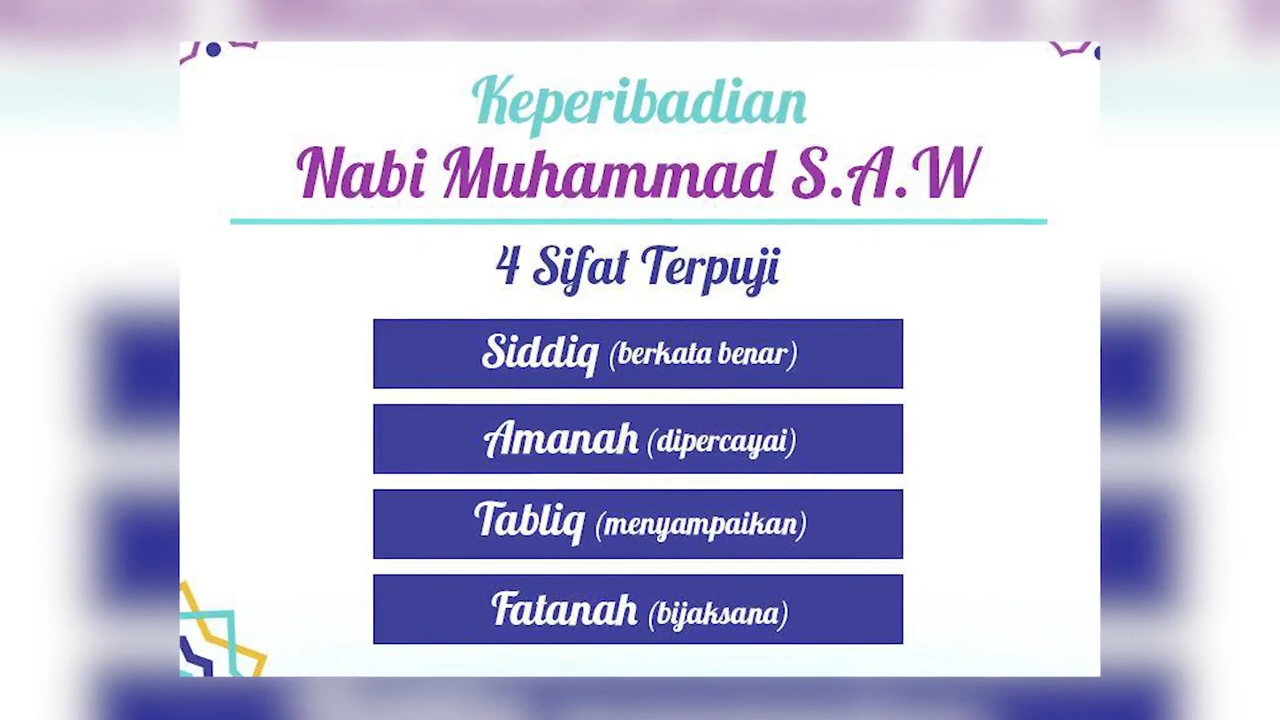 Keperibadian
Nabi Muhammad S.A.W
4 Sifat Terpuji
Siddiq (berkata benar)
Amanah (dipercayai)
Tabliq (menyampaikan)
Fatanah (bijaksana)